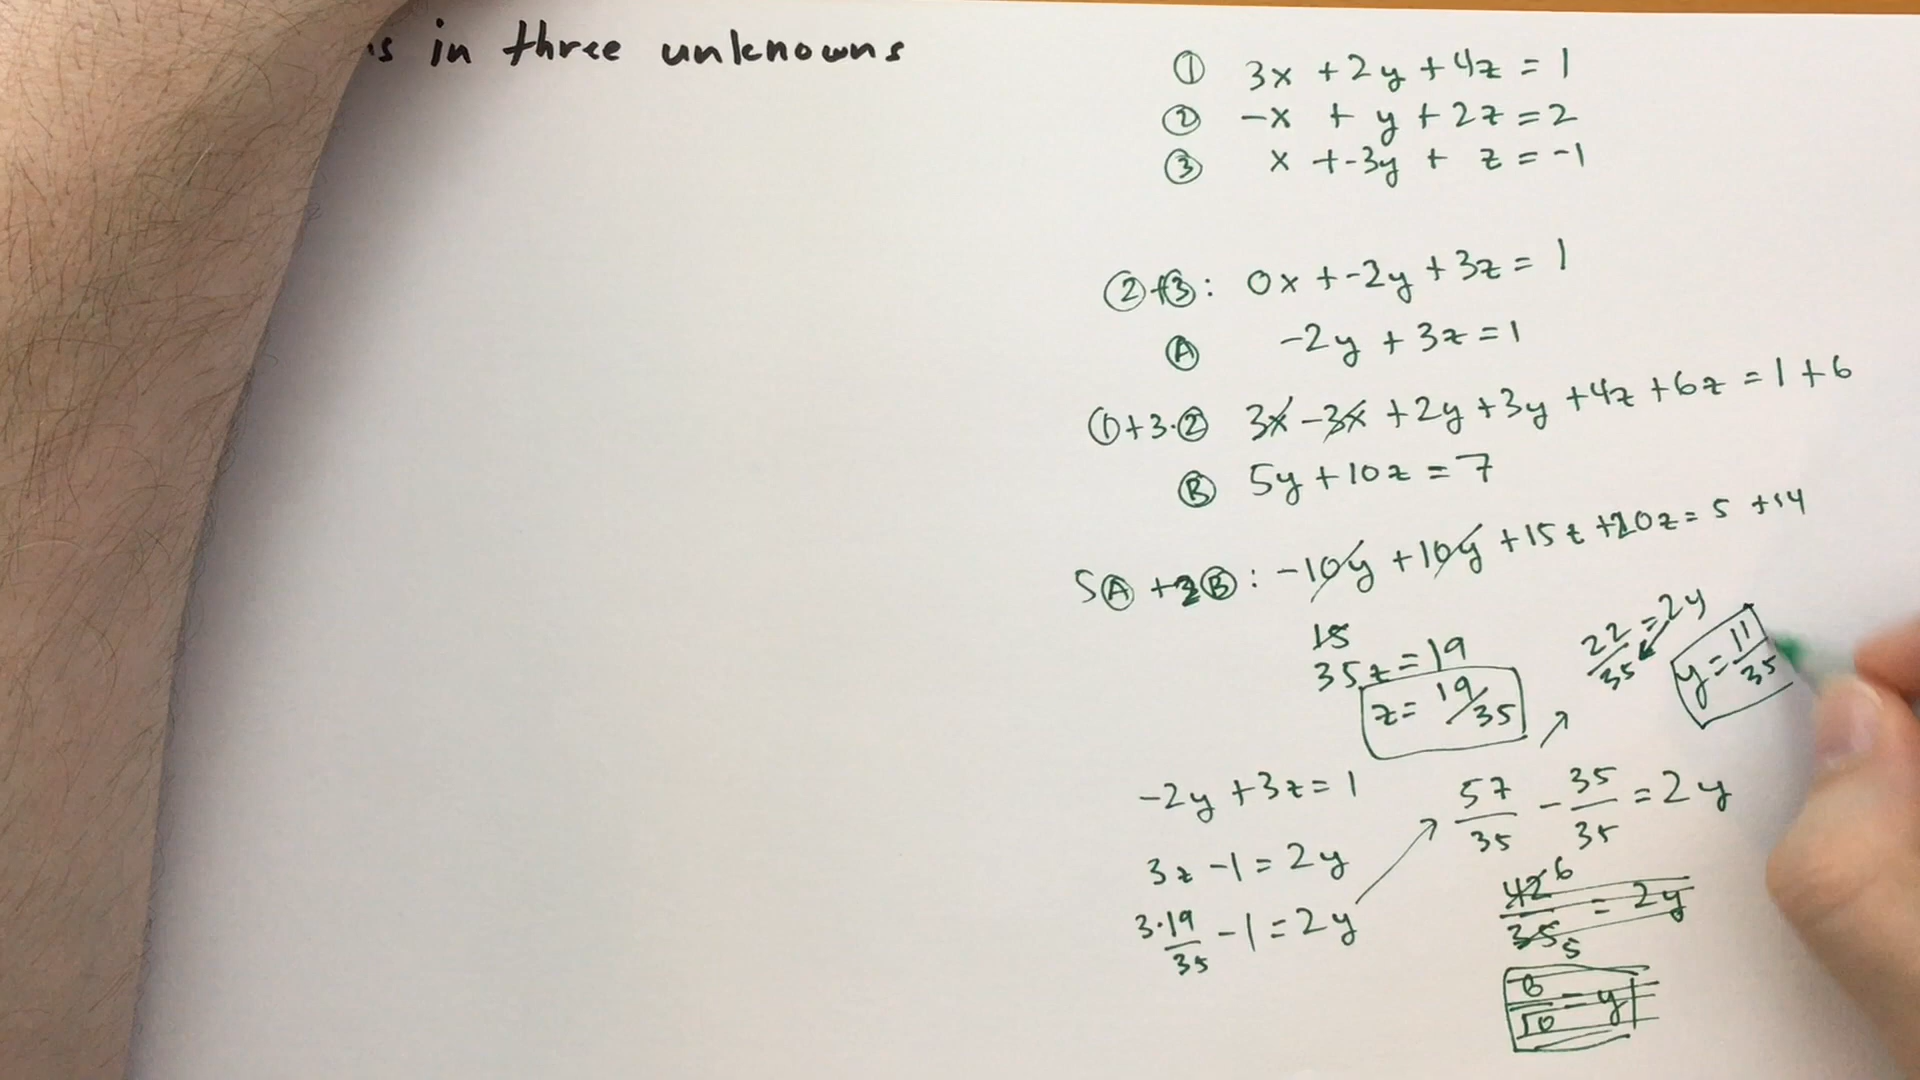 s in three unknowns
① 3x + 2y + 4z = 1
② -x + y + 2z = 2
③ x + -3y + z = -1
②+③: 0x + -2y + 3z = 1
Ⓐ -2y + 3z = 1
①+3·② 3x - 3x + 2y + 3y + 4z + 6z = 1 + 6
Ⓑ 5y + 10z = 7
5Ⓐ + 2Ⓑ: -10y + 10y + 15z + 20z = 5 + 14
15
35z = 19
z = 19/35
22/35 = 2y
y = 11/35
-2y + 3z = 1
3z - 1 = 2y
3·19/35 - 1 = 2y
57/35 - 35/35 = 2y
42 6/35 5 = 2y
6/10 = y